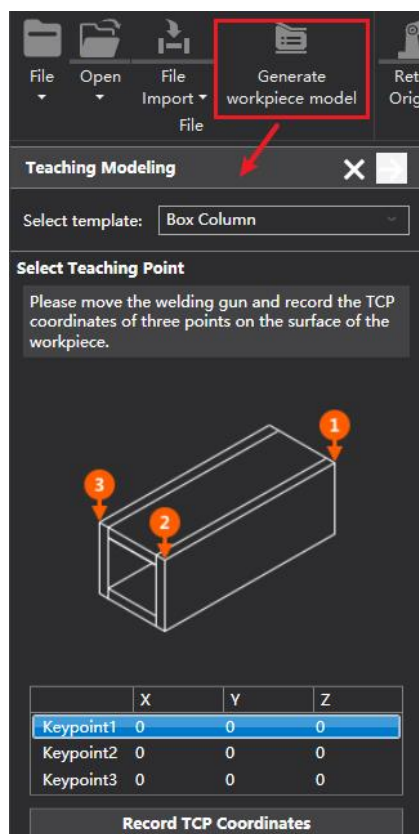 File Open File Generate Ret
Import workpiece model Orig
File
Teaching Modeling
Select template: Box Column
Select Teaching Point
Please move the welding gun and record the TCP
coordinates of three points on the surface of the
workpiece.
1
3
2
X Y Z
Keypoint1 0 0 0
Keypoint2 0 0 0
Keypoint3 0 0 0
Record TCP Coordinates